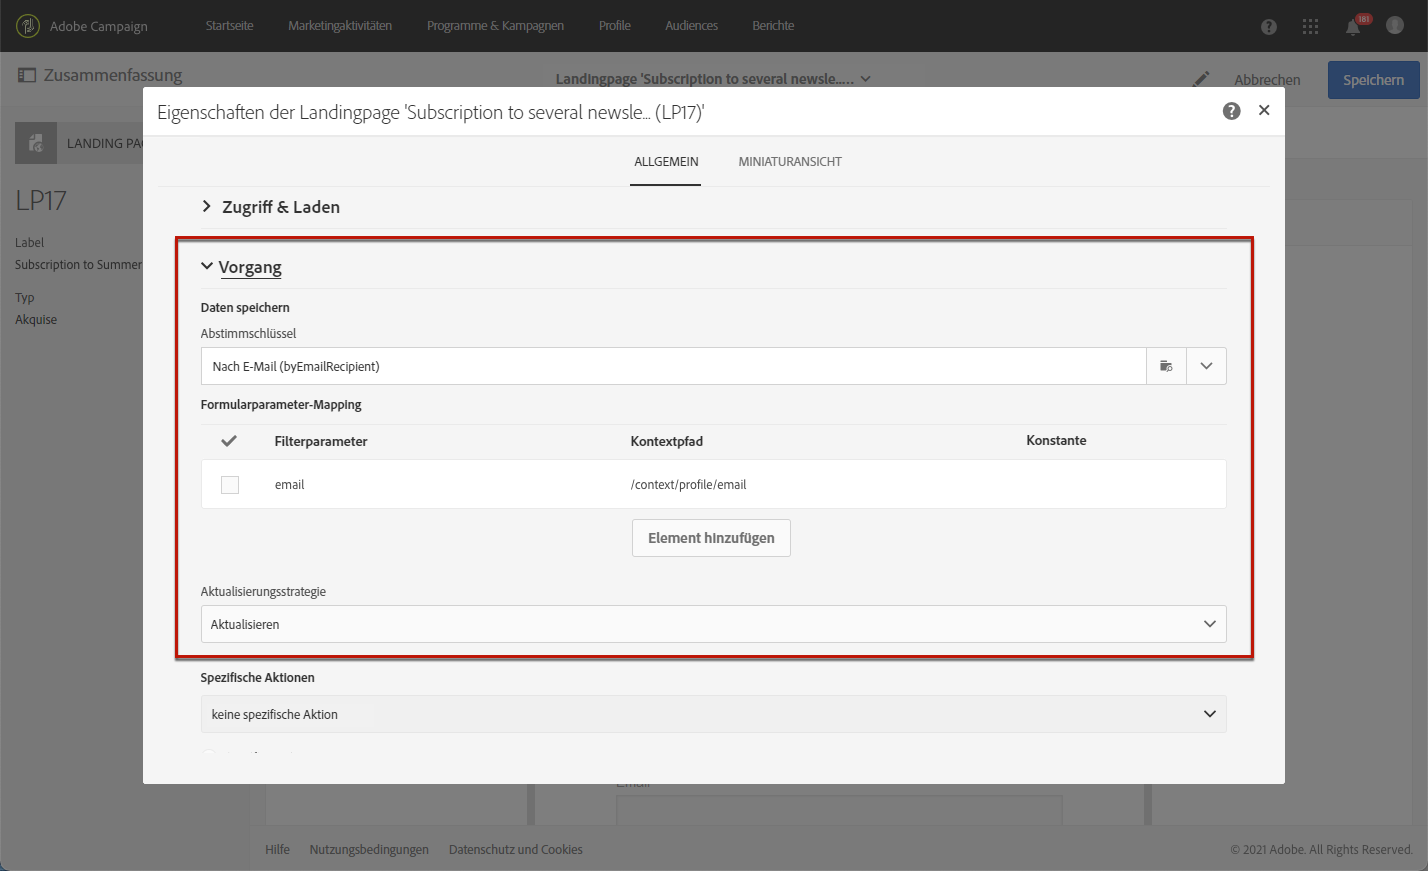 Adobe Campaign
Startseite
Marketingaktivitäten
Programme & Kampagnen
Profile
Audiences
Berichte
181
Zusammenfassung
Landingpage 'Subscription to several newsle......
Abbrechen
Speichern
Eigenschaften der Landingpage 'Subscription to several newsle... (LP17)'
LANDING PA
ALLGEMEIN
MINIATURANSICHT
LP17
Zugriff & Laden
Label
Subscription to Summer
Typ
Akquise
Vorgang
Daten speichern
Abstimmschlüssel
Nach E-Mail (byEmailRecipient)
Formularparameter-Mapping
Filterparameter
Kontextpfad
Konstante
email
/context/profile/email
Element hinzufügen
Aktualisierungsstrategie
Aktualisieren
Spezifische Aktionen
keine spezifische Aktion
Email
Hilfe
Nutzungsbedingungen
Datenschutz und Cookies
© 2021 Adobe. All Rights Reserved.